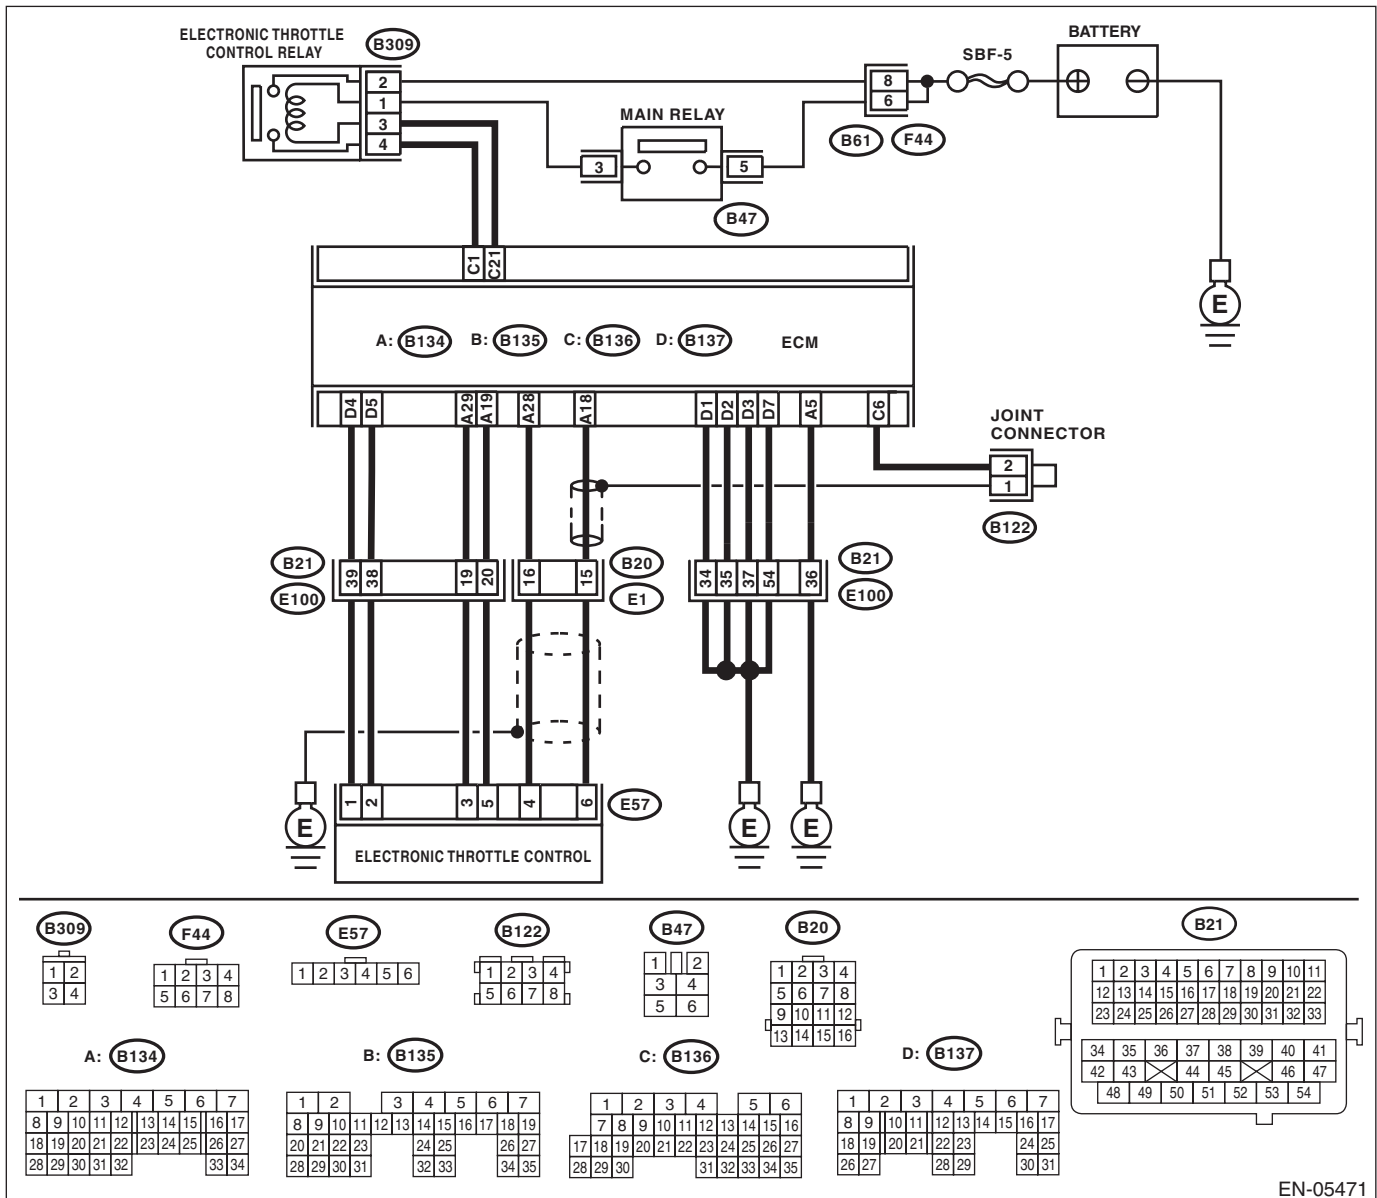 ELECTRONIC THROTTLE
CONTROL RELAY
B309
2
1
3
4
MAIN RELAY
3
5
B47
8
6
B61
F44
SBF-5
BATTERY
E
C1
C21
A: B134 B: B135 C: B136 D: B137 ECM
D4 D5 A29 A19 A28 A18 D1 D2 D3 D7 A5 C6
JOINT
CONNECTOR
2
1
B122
B21
E100
39 38 19 20 16 15
B20
E1
34 35 37 54 36
B21
E100
1 2 3 5 4 6
E57
E
E
E
ELECTRONIC THROTTLE CONTROL
B309
1 2
3 4
F44
1 2 3 4
5 6 7 8
E57
1 2 3 4 5 6
B122
1 2 3 4
5 6 7 8
B47
1 2
3 4
5 6
B20
1 2 3 4
5 6 7 8
9 10 11 12
13 14 15 16
B21
1 2 3 4 5 6 7 8 9 10 11
12 13 14 15 16 17 18 19 20 21 22
23 24 25 26 27 28 29 30 31 32 33
34 35 36 37 38 39 40 41
42 43 44 45 46 47
48 49 50 51 52 53 54
A: B134
1 2 3 4 5 6 7
8 9 10 11 12 13 14 15 16 17
18 19 20 21 22 23 24 25 26 27
28 29 30 31 32 33 34
B: B135
1 2 3 4 5 6 7
8 9 10 11 12 13 14 15 16 17 18 19
20 21 22 23 24 25 26 27
28 29 30 31 32 33 34 35
C: B136
1 2 3 4 5 6
7 8 9 10 11 12 13 14 15 16
17 18 19 20 21 22 23 24 25 26 27
28 29 30 31 32 33 34 35
D: B137
1 2 3 4 5 6 7
8 9 10 11 12 13 14 15 16 17
18 19 20 21 22 23 24 25
26 27 28 29 30 31
EN-05471